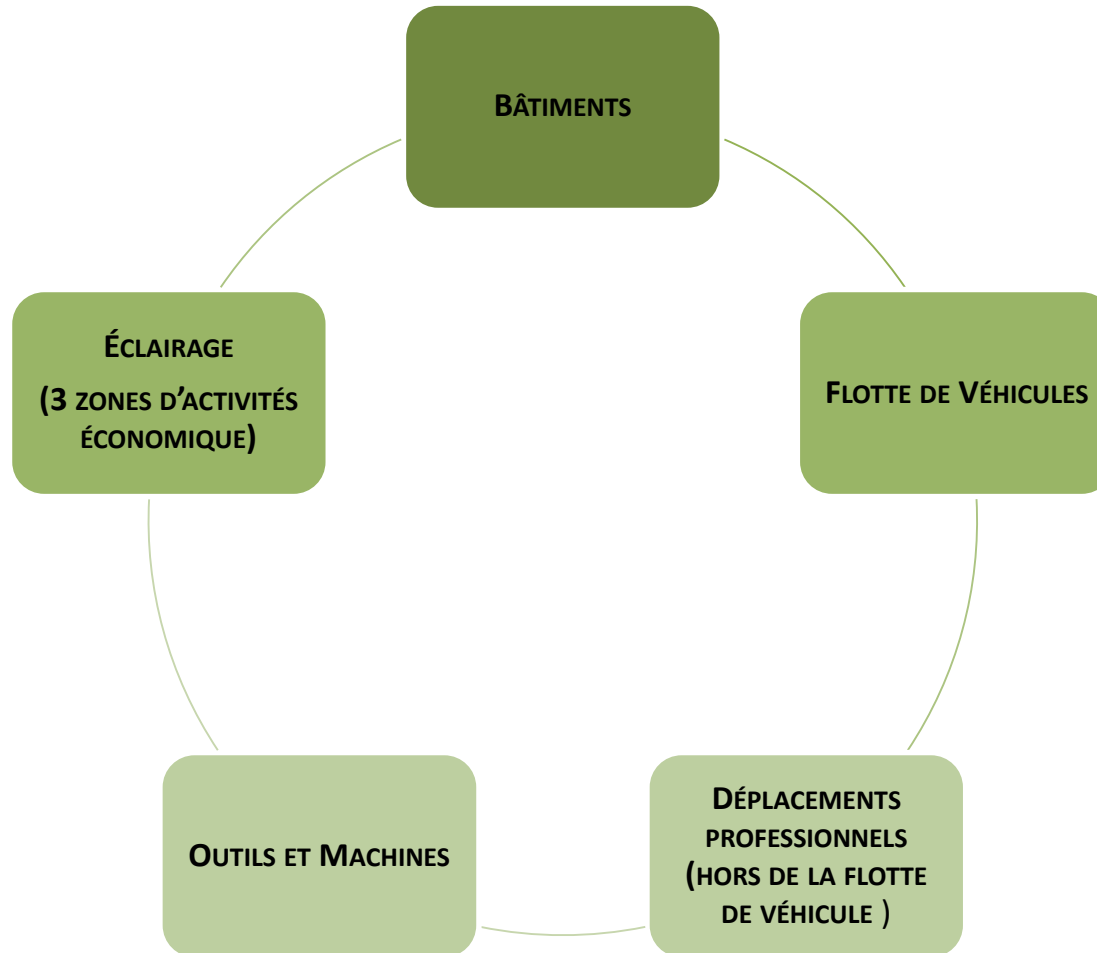 BÂTIMENTS
ÉCLAIRAGE
(3 ZONES D'ACTIVITÉS
ÉCONOMIQUE)
FLOTTE DE VÉHICULES
OUTILS ET MACHINES
DÉPLACEMENTS
PROFESSIONNELS
(HORS DE LA FLOTTE
DE VÉHICULE )